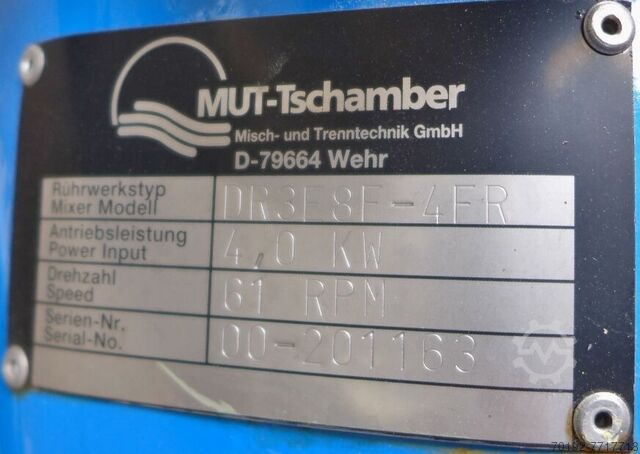 MUT-Tschamber
Misch- und Trenntechnik GmbH
D-79664 Wehr
Rührwerkstyp
Mixer Modell
DR3E8F-4FR
Antriebsleistung
Power Input
4,0 KW
Drehzahl
Speed
61 RPM
Serien-Nr.
Serial-No.
00-201163